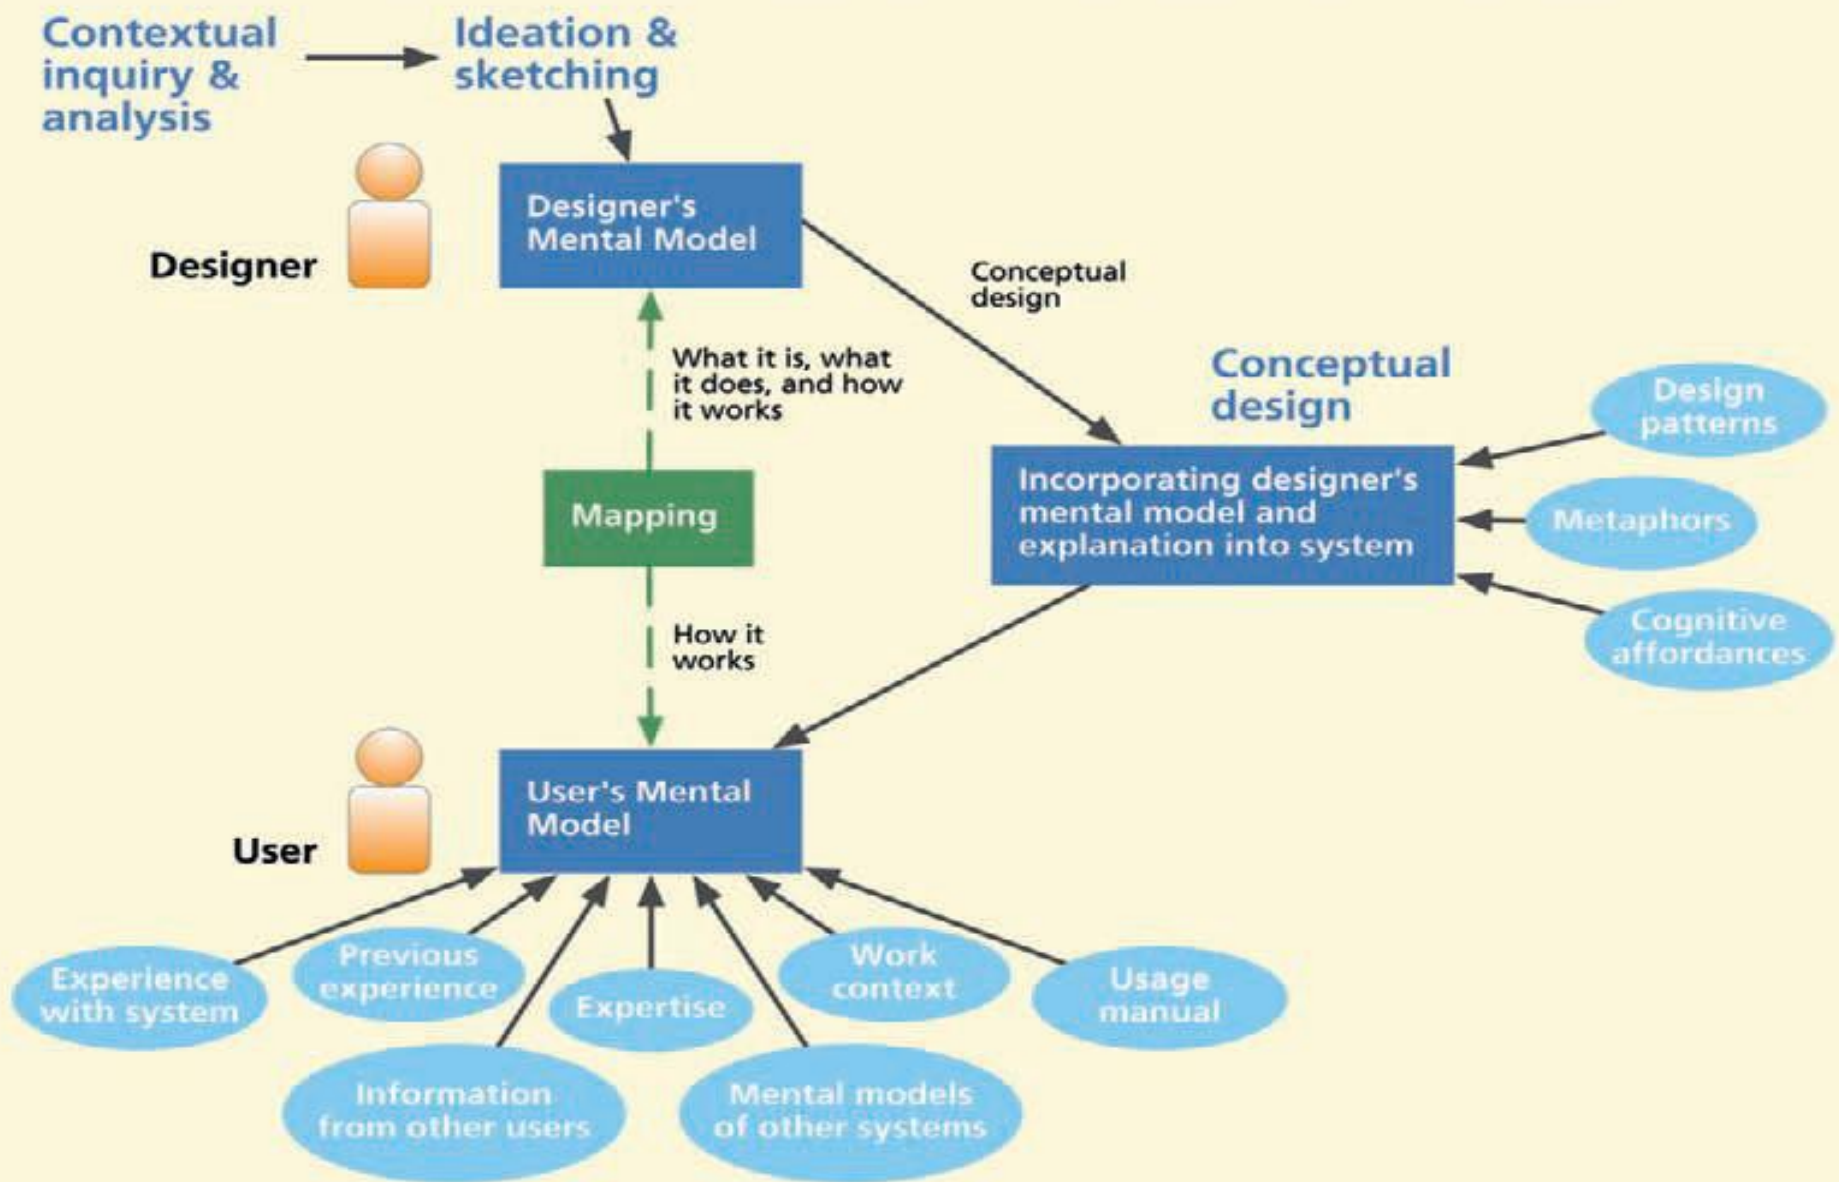 Contextual
inquiry &
analysis
Ideation &
sketching
Designer's
Mental Model
Designer
Conceptual
design
What it is, what
it does, and how
it works
Conceptual
design
Design
patterns
Incorporating designer's
mental model and
explanation into system
Metaphors
Mapping
Cognitive
affordances
How it
works
User's Mental
Model
User
Experience
with system
Previous
experience
Expertise
Work
context
Usage
manual
Information
from other users
Mental models
of other systems